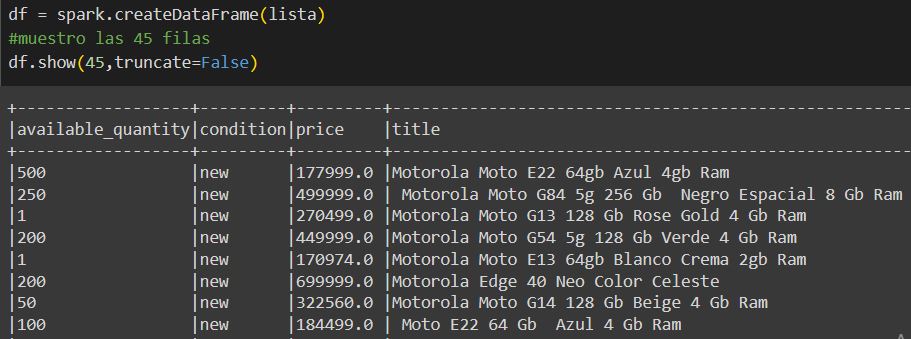 df = spark.createDataFrame(lista)
#muestro las 45 filas
df.show(45,truncate=False)
+------------------+---------+---------+------------------------------------------------------
|available_quantity|condition|price    |title
+------------------+---------+---------+------------------------------------------------------
|500               |new      |177999.0 |Motorola Moto E22 64gb Azul 4gb Ram
|250               |new      |499999.0 | Motorola Moto G84 5g 256 Gb  Negro Espacial 8 Gb Ram
|1                 |new      |270499.0 |Motorola Moto G13 128 Gb Rose Gold 4 Gb Ram
|200               |new      |449999.0 |Motorola Moto G54 5g 128 Gb Verde 4 Gb Ram
|1                 |new      |170974.0 |Motorola Moto E13 64gb Blanco Crema 2gb Ram
|200               |new      |699999.0 |Motorola Edge 40 Neo Color Celeste
|50                |new      |322560.0 |Motorola Moto G14 128 Gb Beige 4 Gb Ram
|100               |new      |184499.0 | Moto E22 64 Gb  Azul 4 Gb Ram